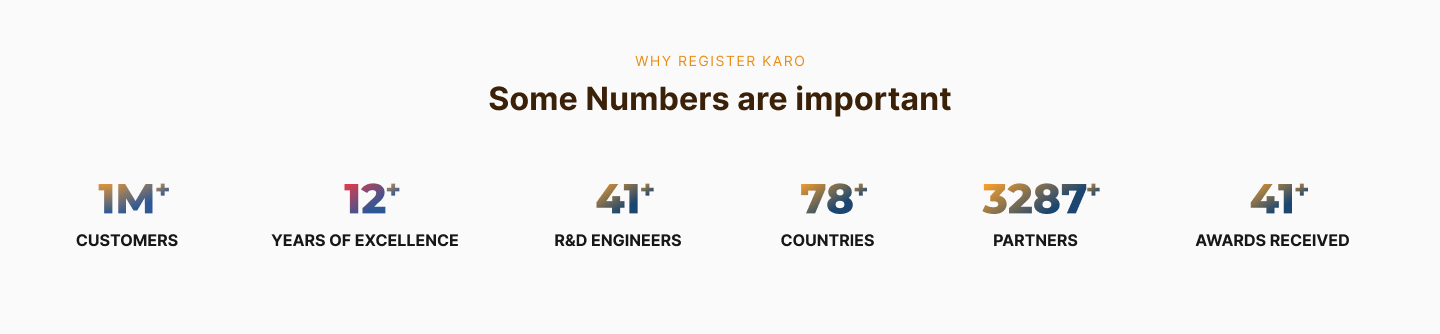 WHY REGISTER KARO
Some Numbers are important
1M+ 12+ 41+ 78+ 3287+ 41+
CUSTOMERS YEARS OF EXCELLENCE R&D ENGINEERS COUNTRIES PARTNERS AWARDS RECEIVED